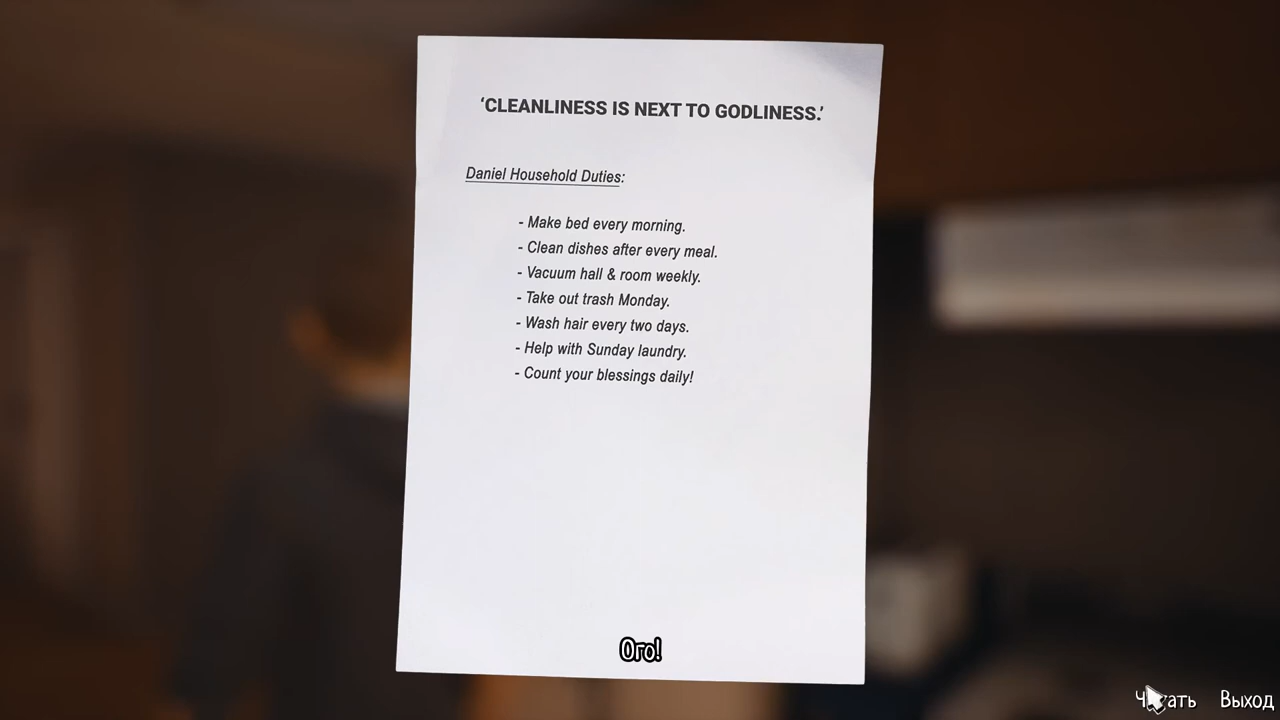 ‘CLEANLINESS IS NEXT TO GODLINESS.’
Daniel Household Duties:
- Make bed every morning.
- Clean dishes after every meal.
- Vacuum hall & room weekly.
- Take out trash Monday.
- Wash hair every two days.
- Help with Sunday laundry.
- Count your blessings daily!
Ого!
Читать Выход